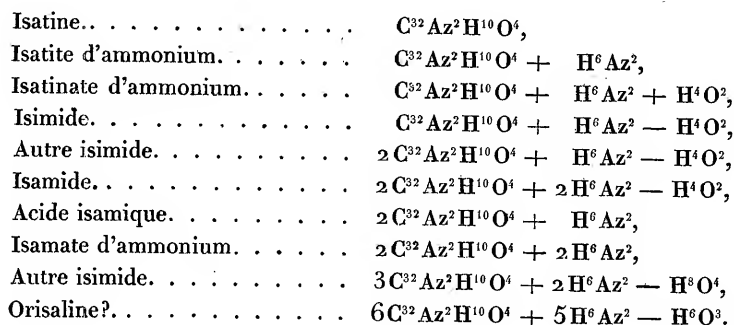 Isatine. . . . . . . . . . . . . . C³²Az²H¹⁰O⁴,
Isatite d'ammonium. . . . . . . C³²Az²H¹⁰O⁴ + H⁶Az²,
Isatinate d'ammonium. . . . . . C³²Az²H¹⁰O⁴ + H⁶Az² + H⁴O²,
Isimide. . . . . . . . . . . . . . C³²Az²H¹⁰O⁴ + H⁶Az² — H⁴O²,
Autre isimide. . . . . . . . . . 2C³²Az²H¹⁰O⁴ + H⁶Az² — H⁴O²,
Isamide. . . . . . . . . . . . . 2C³²Az²H¹⁰O⁴ + 2H⁶Az² — H⁴O²,
Acide isamique. . . . . . . . . 2C³²Az²H¹⁰O⁴ + H⁶Az²,
Isamate d'ammonium. . . . . . 2C³²Az²H¹⁰O⁴ + 2H⁶Az²,
Autre isimide. . . . . . . . . . 3C³²Az²H¹⁰O⁴ + 2H⁶Az² — H⁸O⁴,
Orisaline?. . . . . . . . . . . . 6C³²Az²H¹⁰O⁴ + 5H⁶Az² — H⁶O³.